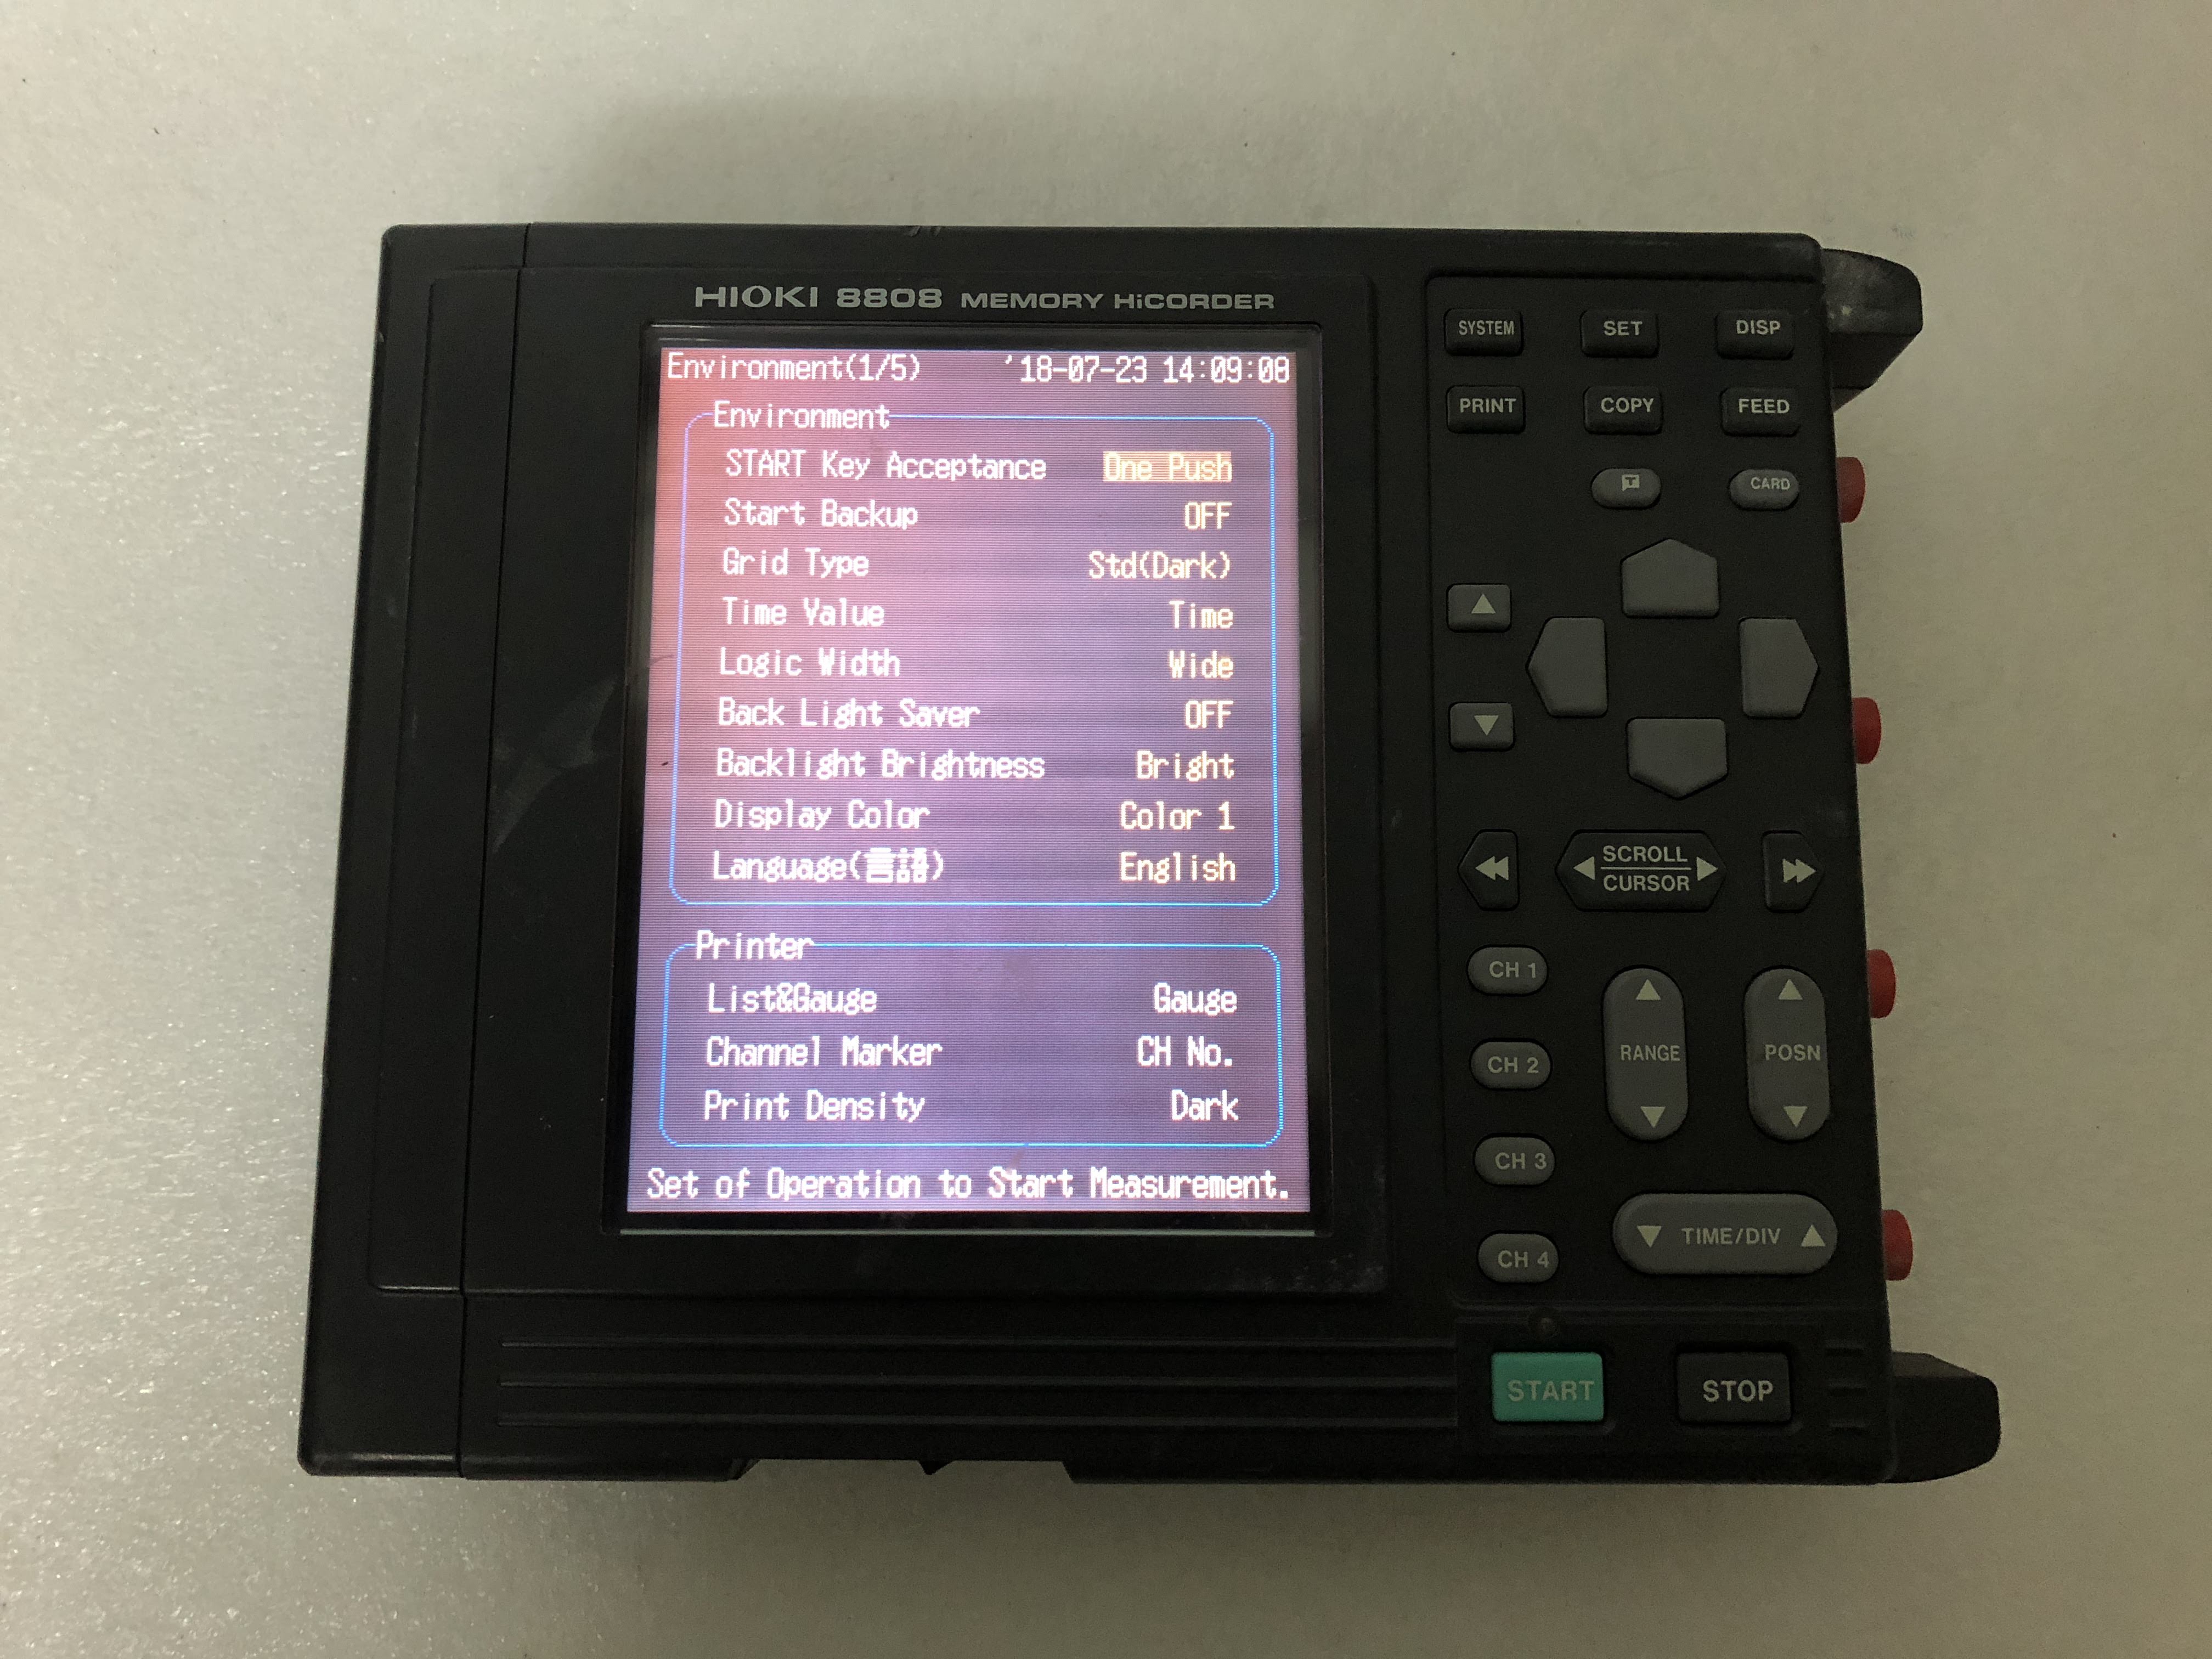 HIOKI 8808 MEMORY HiCORDER
Environment(1/5) '18-07-23 14:09:08
Environment
START Key Acceptance One Push
Start Backup OFF
Grid Type Std(Dark)
Time Value Time
Logic Width Wide
Back Light Saver OFF
Backlight Brightness Bright
Display Color Color 1
Language(言語) English
Printer
List&Gauge Gauge
Channel Marker CH No.
Print Density Dark
Set of Operation to Start Measurement.
SYSTEM SET DISP
PRINT COPY FEED
T CARD
SCROLL
CURSOR
CH 1
CH 2
CH 3
CH 4
RANGE POSN
TIME/DIV
START STOP